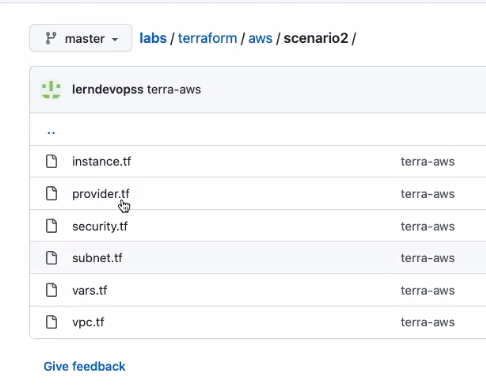 master labs / terraform / aws / scenario2 /
lerndevopss terra-aws
..
instance.tf terra-aws
provider.tf terra-aws
security.tf terra-aws
subnet.tf terra-aws
vars.tf terra-aws
vpc.tf terra-aws
Give feedback